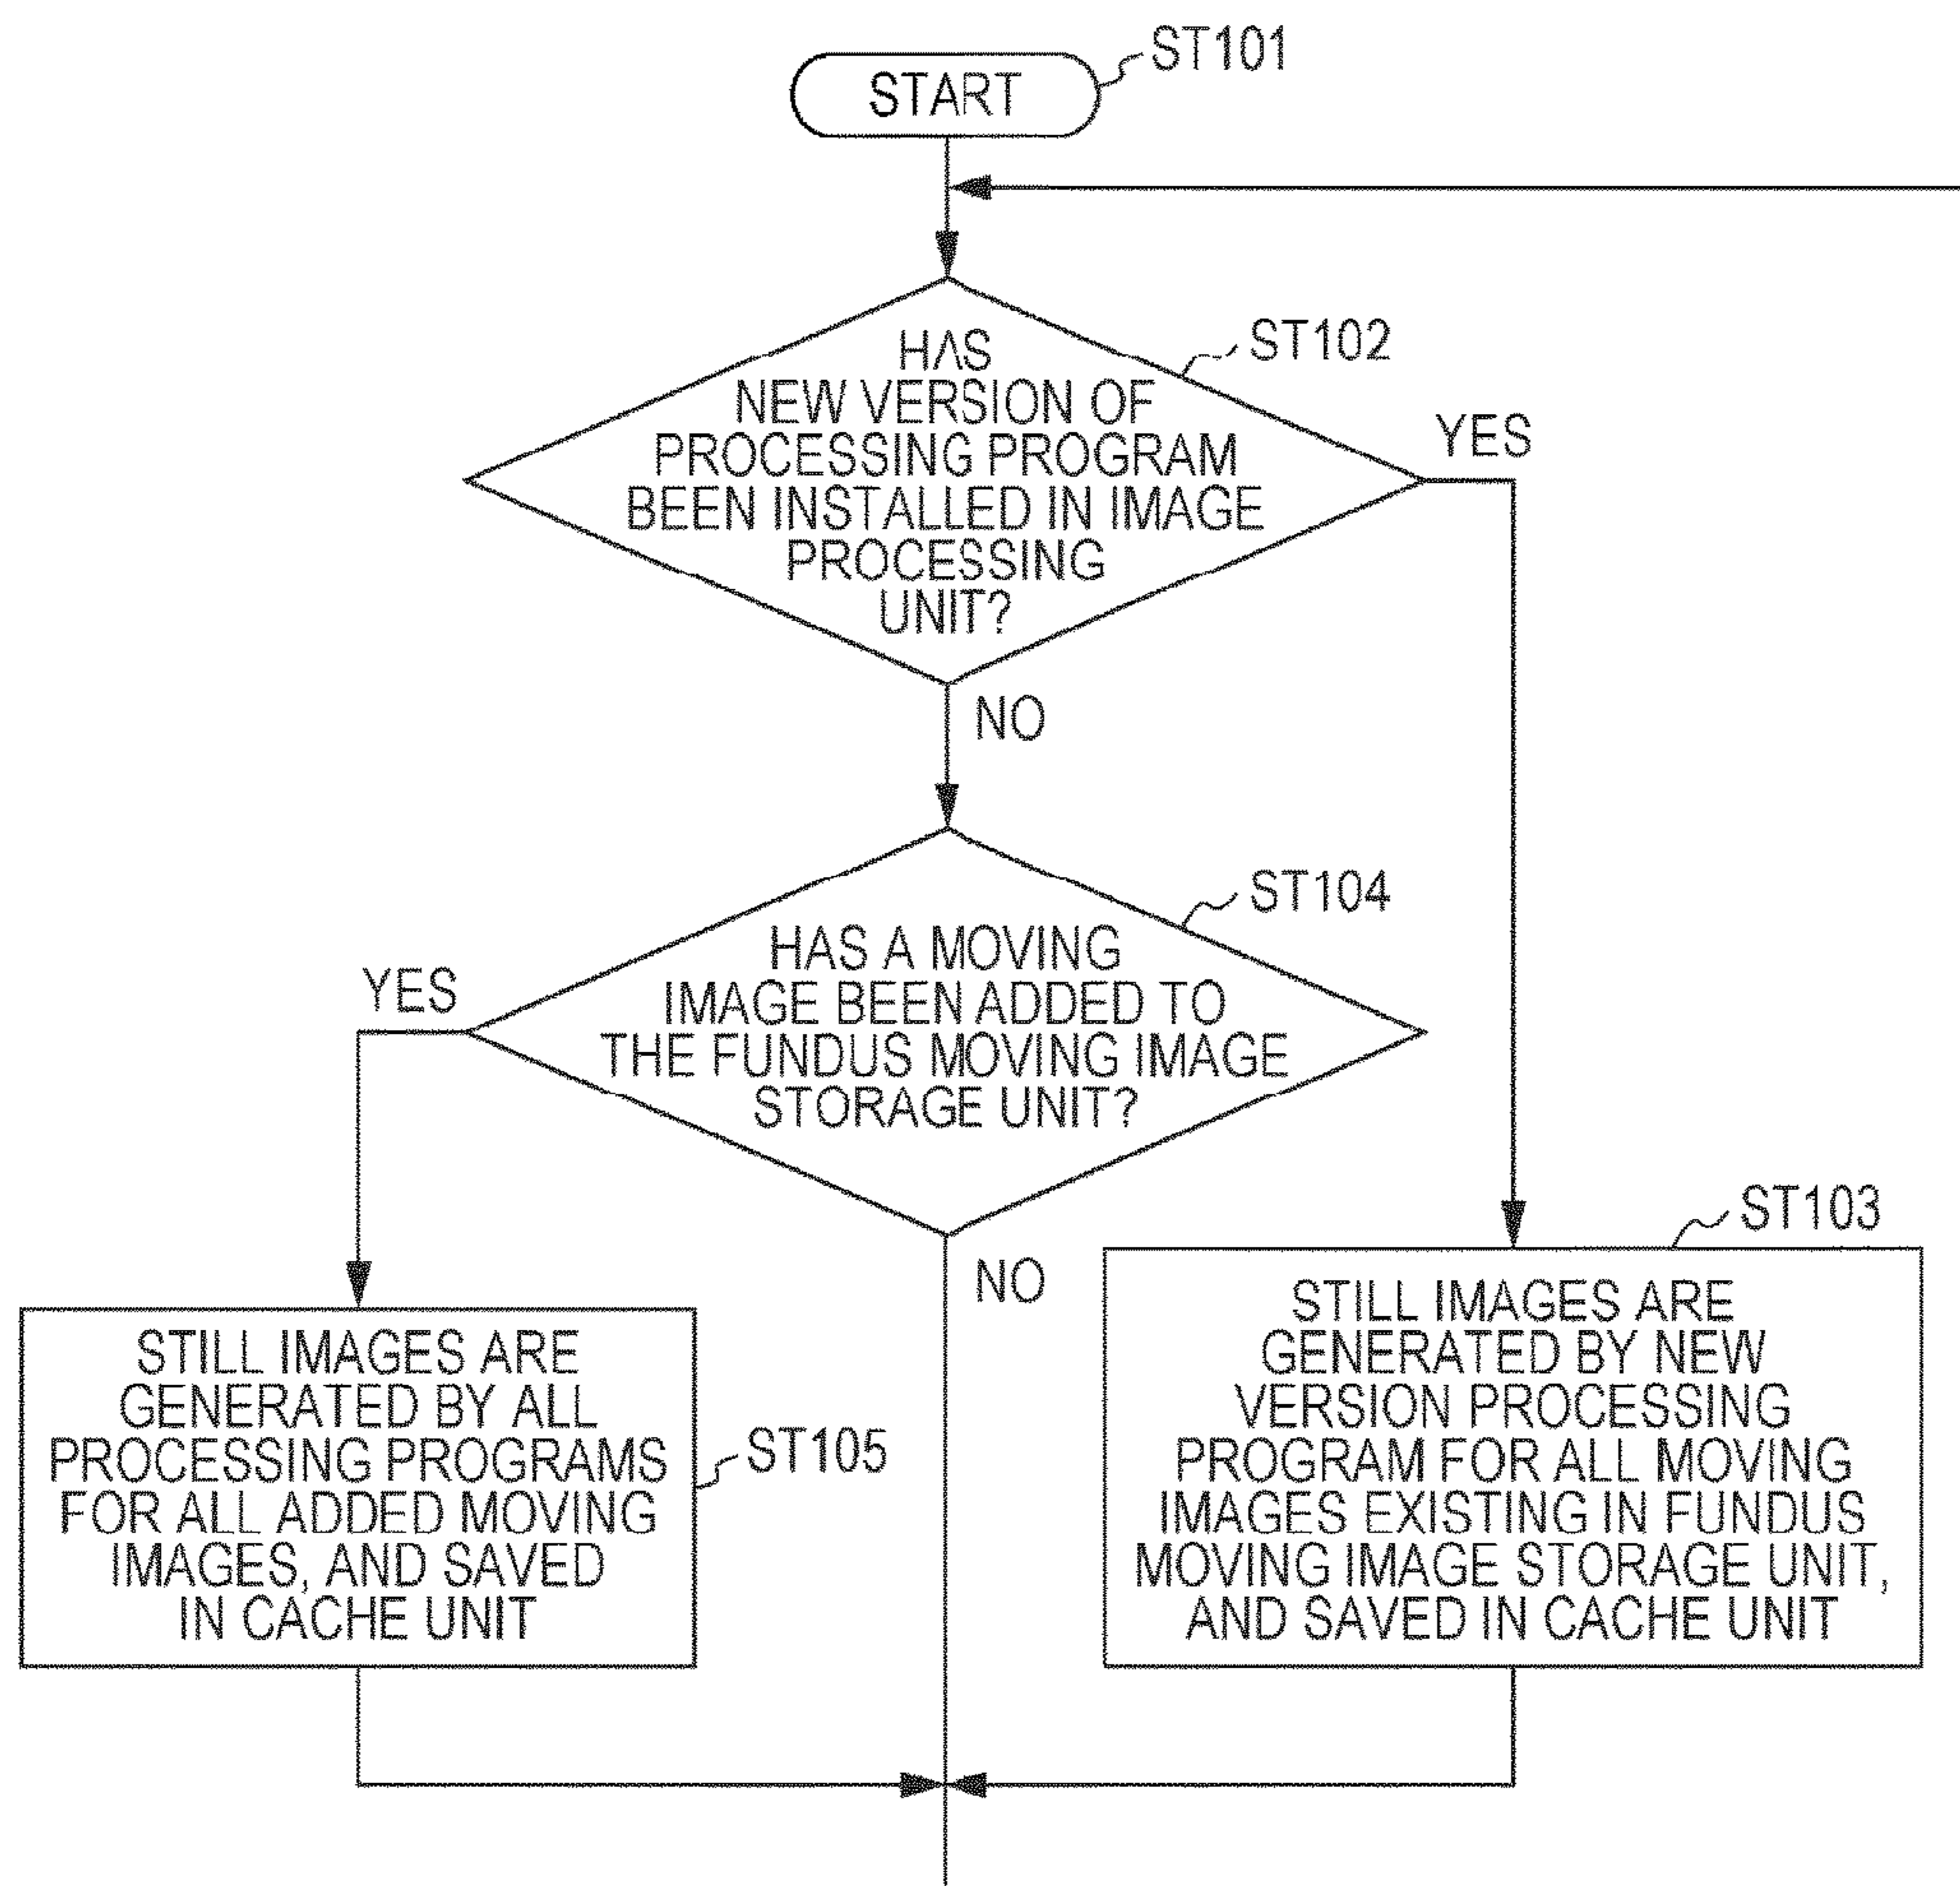 ST101
START
ST102
HAS
NEW VERSION OF
PROCESSING PROGRAM
BEEN INSTALLED IN IMAGE
PROCESSING
UNIT?
YES
NO
ST104
HAS A MOVING
IMAGE BEEN ADDED TO
THE FUNDUS MOVING IMAGE
STORAGE UNIT?
YES
NO
ST103
STILL IMAGES ARE
GENERATED BY NEW
VERSION PROCESSING
PROGRAM FOR ALL MOVING
IMAGES EXISTING IN FUNDUS
MOVING IMAGE STORAGE UNIT,
AND SAVED IN CACHE UNIT
STILL IMAGES ARE
GENERATED BY ALL
PROCESSING PROGRAMS
FOR ALL ADDED MOVING
IMAGES, AND SAVED
IN CACHE UNIT
ST105